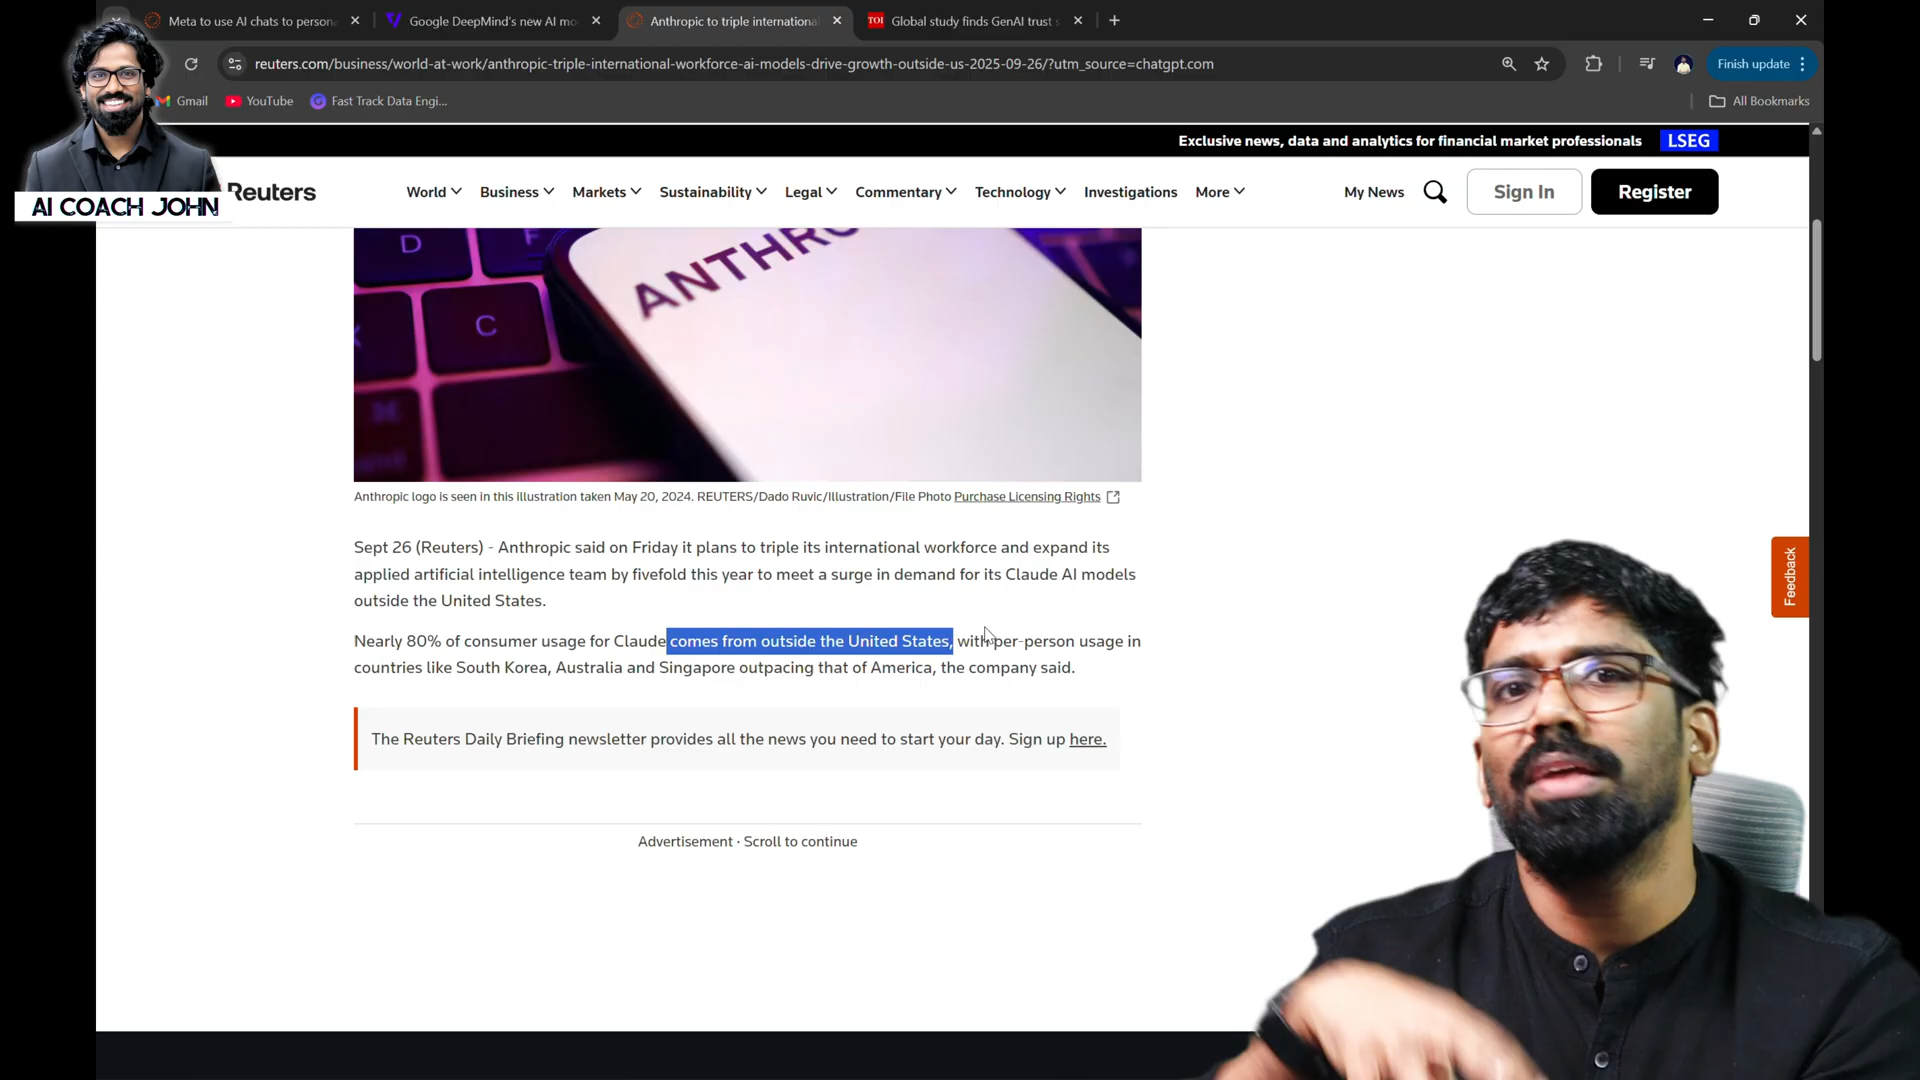 Meta to use AI chats to persona
Google DeepMind's new AI mo
Anthropic to triple international
TOI Global study finds GenAI trust s
reuters.com/business/world-at-work/anthropic-triple-international-workforce-ai-models-drive-growth-outside-us-2025-09-26/?utm_source=chatgpt.com
Finish update
Gmail
YouTube
Fast Track Data Engi...
All Bookmarks
Exclusive news, data and analytics for financial market professionals LSEG
AI COACH JOHN
Reuters
World
Business
Markets
Sustainability
Legal
Commentary
Technology
Investigations
More
My News
Sign In
Register
D
C
ANTHRO
Anthropic logo is seen in this illustration taken May 20, 2024. REUTERS/Dado Ruvic/Illustration/File Photo Purchase Licensing Rights
Sept 26 (Reuters) - Anthropic said on Friday it plans to triple its international workforce and expand its
applied artificial intelligence team by fivefold this year to meet a surge in demand for its Claude AI models
outside the United States.
Nearly 80% of consumer usage for Claude comes from outside the United States, with per-person usage in
countries like South Korea, Australia and Singapore outpacing that of America, the company said.
The Reuters Daily Briefing newsletter provides all the news you need to start your day. Sign up here.
Advertisement · Scroll to continue
Feedback